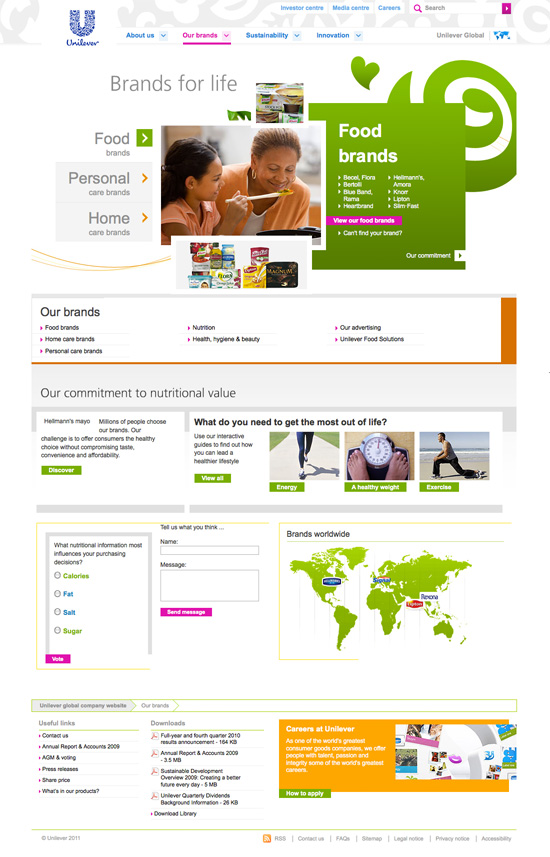 Investor centre
Media centre
Careers
Search
Unilever
About us
Our brands
Sustainability
Innovation
Unilever Global
Brands for life
Food
brands
Personal
care brands
Home
care brands
Food
brands
Becel, Flora
Bertolli
Blue Band,
Rama
Heartbrand
Hellmann's,
Amora
Knorr
Lipton
Slim·Fast
View our food brands
Can't find your brand?
Our commitment
FLORA
Lipton
MAGNUM
Our brands
Food brands
Nutrition
Our advertising
Home care brands
Health, hygiene & beauty
Unilever Food Solutions
Personal care brands
Our commitment to nutritional value
Hellmann's mayo
Millions of people choose
our brands. Our
challenge is to offer consumers the healthy
choice without compromising taste,
convenience and affordability.
Discover
What do you need to get the most out of life?
Use our interactive
guides to find out how
you can lead a
healthier lifestyle
View all
Energy
A healthy weight
Exercise
What nutritional information most
influences your purchasing
decisions?
Calories
Fat
Salt
Sugar
Vote
Tell us what you think ...
Name:
Message:
Send message
Brands worldwide
Signal
Rexona
Lipton
Unilever global company website
Our brands
Useful links
Contact us
Annual Report & Accounts 2009
AGM & voting
Press releases
Share price
What's in our products?
Downloads
Full-year and fourth quarter 2010
results announcement - 164 KB
Annual Report & Accounts 2009
- 3.5 MB
Sustainable Development
Overview 2009: Creating a better
future every day - 5 MB
Unilever Quarterly Dividends
Background Information - 26 KB
Download Library
Careers at Unilever
As one of the world's greatest
consumer goods companies, we offer
people with talent, passion and
integrity some of the world's greatest
careers.
How to apply
© Unilever 2011
RSS
Contact us
FAQs
Sitemap
Legal notice
Privacy notice
Accessibility